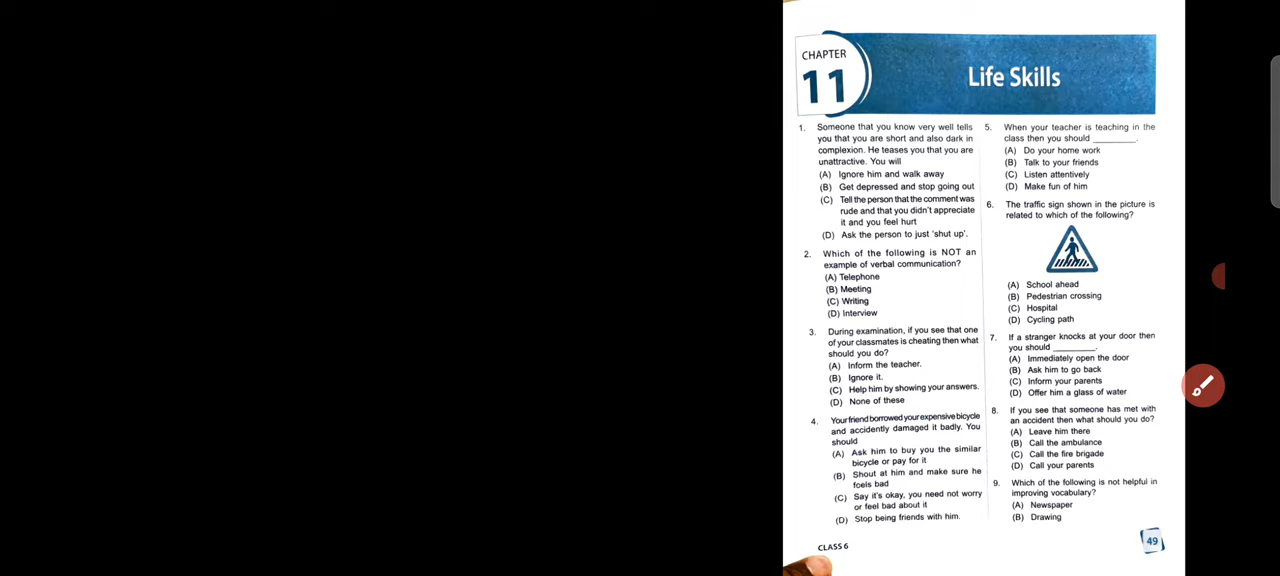 CHAPTER
11
Life Skills
1. Someone that you know very well tells
you that you are short and also dark in
complexion. He teases you that you are
unattractive. You will
(A) Ignore him and walk away
(B) Get depressed and stop going out
(C) Tell the person that the comment was
rude and that you didn't appreciate
it and you feel hurt
(D) Ask the person to just 'shut up'.
2. Which of the following is NOT an
example of verbal communication?
(A) Telephone
(B) Meeting
(C) Writing
(D) Interview
3. During examination, if you see that one
of your classmates is cheating then what
should you do?
(A) Inform the teacher.
(B) Ignore it.
(C) Help him by showing your answers.
(D) None of these
4. Your friend borrowed your expensive bicycle
and accidently damaged it badly. You
should
(A) Ask him to buy you the similar
bicycle or pay for it
(B) Shout at him and make sure he
feels bad
(C) Say it's okay, you need not worry
or feel bad about it
(D) Stop being friends with him.
5. When your teacher is teaching in the
class then you should ________.
(A) Do your home work
(B) Talk to your friends
(C) Listen attentively
(D) Make fun of him
6. The traffic sign shown in the picture is
related to which of the following?
(A) School ahead
(B) Pedestrian crossing
(C) Hospital
(D) Cycling path
7. If a stranger knocks at your door then
you should ________.
(A) Immediately open the door
(B) Ask him to go back
(C) Inform your parents
(D) Offer him a glass of water
8. If you see that someone has met with
an accident then what should you do?
(A) Leave him there
(B) Call the ambulance
(C) Call the fire brigade
(D) Call your parents
9. Which of the following is not helpful in
improving vocabulary?
(A) Newspaper
(B) Drawing
CLASS 6
49